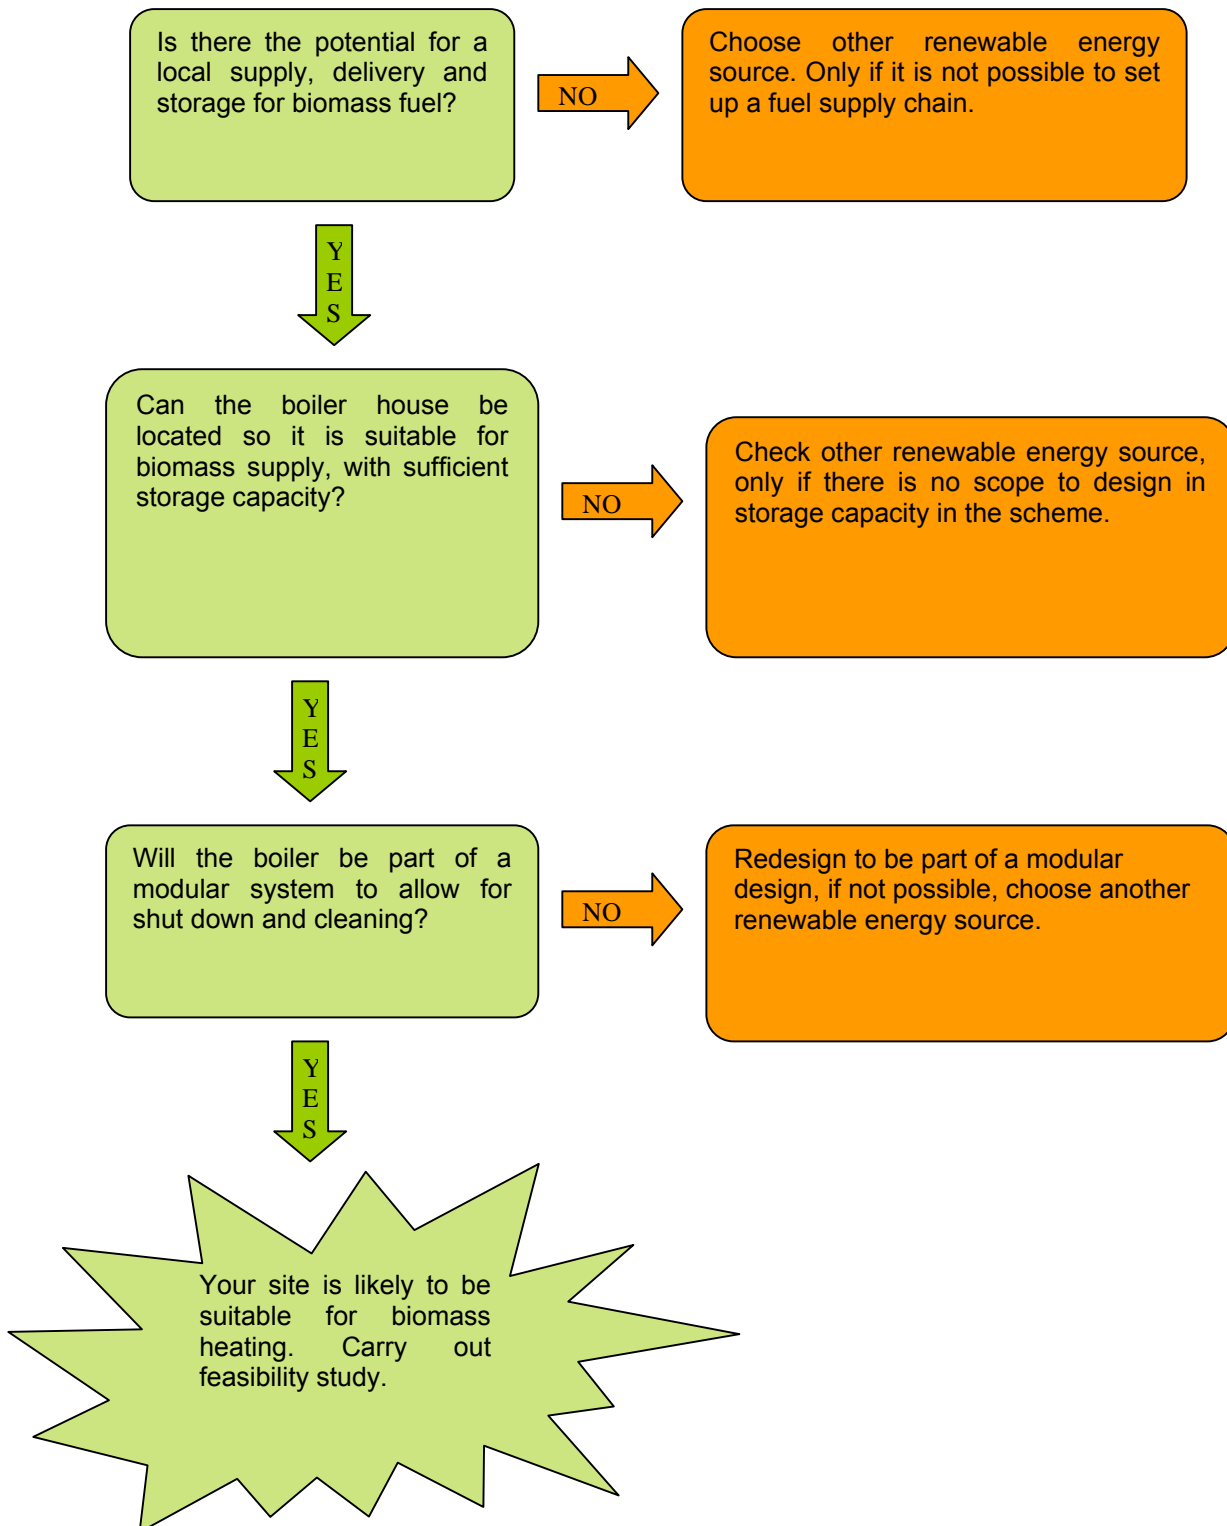 Is there the potential for a
local supply, delivery and
storage for biomass fuel?
NO
Choose other renewable energy
source. Only if it is not possible to set
up a fuel supply chain.
Y
E
S
Can the boiler house be
located so it is suitable for
biomass supply, with sufficient
storage capacity?
NO
Check other renewable energy source,
only if there is no scope to design in
storage capacity in the scheme.
Y
E
S
Will the boiler be part of a
modular system to allow for
shut down and cleaning?
NO
Redesign to be part of a modular
design, if not possible, choose another
renewable energy source.
Y
E
S
Your site is likely to be
suitable for biomass
heating. Carry out
feasibility study.